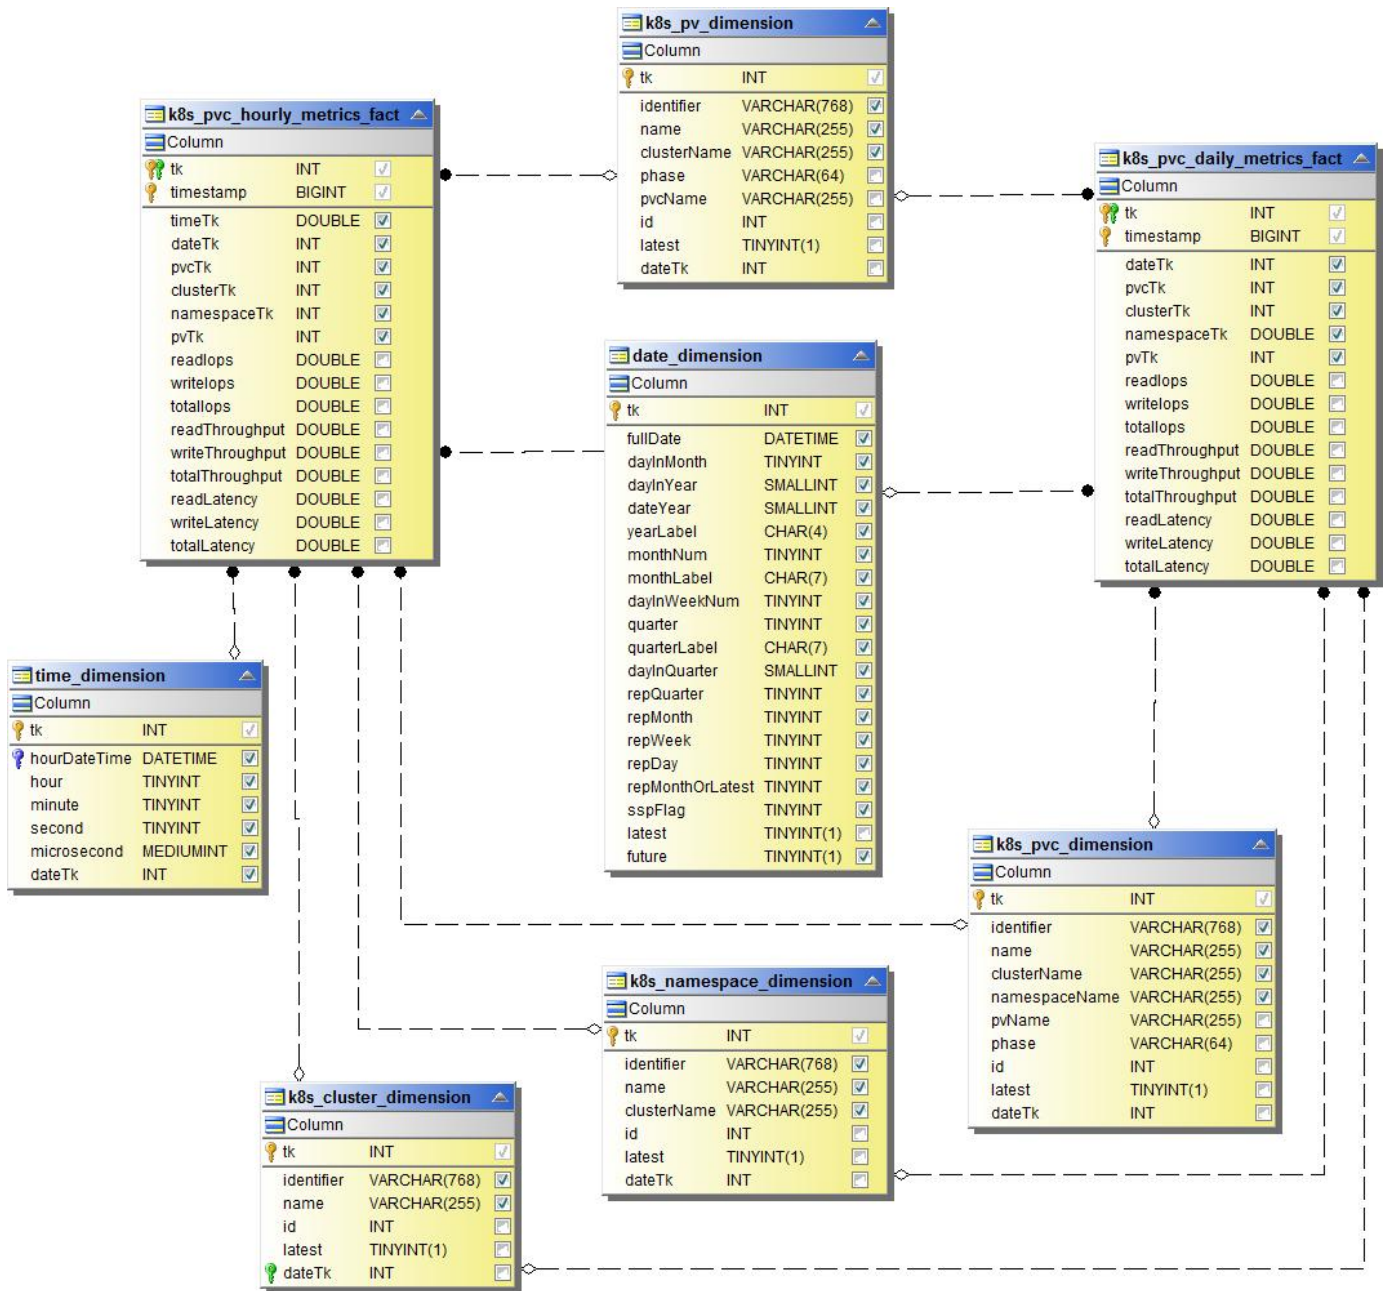 k8s_pv_dimension
Column
tk INT
identifier VARCHAR(768)
name VARCHAR(255)
clusterName VARCHAR(255)
phase VARCHAR(64)
pvcName VARCHAR(255)
id INT
latest TINYINT(1)
dateTk INT
k8s_pvc_hourly_metrics_fact
Column
tk INT
timestamp BIGINT
timeTk DOUBLE
dateTk INT
pvcTk INT
clusterTk INT
namespaceTk INT
pvTk INT
readIops DOUBLE
writeIops DOUBLE
totalIops DOUBLE
readThroughput DOUBLE
writeThroughput DOUBLE
totalThroughput DOUBLE
readLatency DOUBLE
writeLatency DOUBLE
totalLatency DOUBLE
k8s_pvc_daily_metrics_fact
Column
tk INT
timestamp BIGINT
dateTk INT
pvcTk INT
clusterTk INT
namespaceTk DOUBLE
pvTk INT
readIops DOUBLE
writeIops DOUBLE
totalIops DOUBLE
readThroughput DOUBLE
writeThroughput DOUBLE
totalThroughput DOUBLE
readLatency DOUBLE
writeLatency DOUBLE
totalLatency DOUBLE
date_dimension
Column
tk INT
fullDate DATETIME
dayInMonth TINYINT
dayInYear SMALLINT
dateYear SMALLINT
yearLabel CHAR(4)
monthNum TINYINT
monthLabel CHAR(7)
dayInWeekNum TINYINT
quarter TINYINT
quarterLabel CHAR(7)
dayInQuarter SMALLINT
repQuarter TINYINT
repMonth TINYINT
repWeek TINYINT
repDay TINYINT
repMonthOrLatest TINYINT
sspFlag TINYINT
latest TINYINT(1)
future TINYINT(1)
time_dimension
Column
tk INT
hourDateTime DATETIME
hour TINYINT
minute TINYINT
second TINYINT
microsecond MEDIUMINT
dateTk INT
k8s_pvc_dimension
Column
tk INT
identifier VARCHAR(768)
name VARCHAR(255)
clusterName VARCHAR(255)
namespaceName VARCHAR(255)
pvName VARCHAR(255)
phase VARCHAR(64)
id INT
latest TINYINT(1)
dateTk INT
k8s_namespace_dimension
Column
tk INT
identifier VARCHAR(768)
name VARCHAR(255)
clusterName VARCHAR(255)
id INT
latest TINYINT(1)
dateTk INT
k8s_cluster_dimension
Column
tk INT
identifier VARCHAR(768)
name VARCHAR(255)
id INT
latest TINYINT(1)
dateTk INT